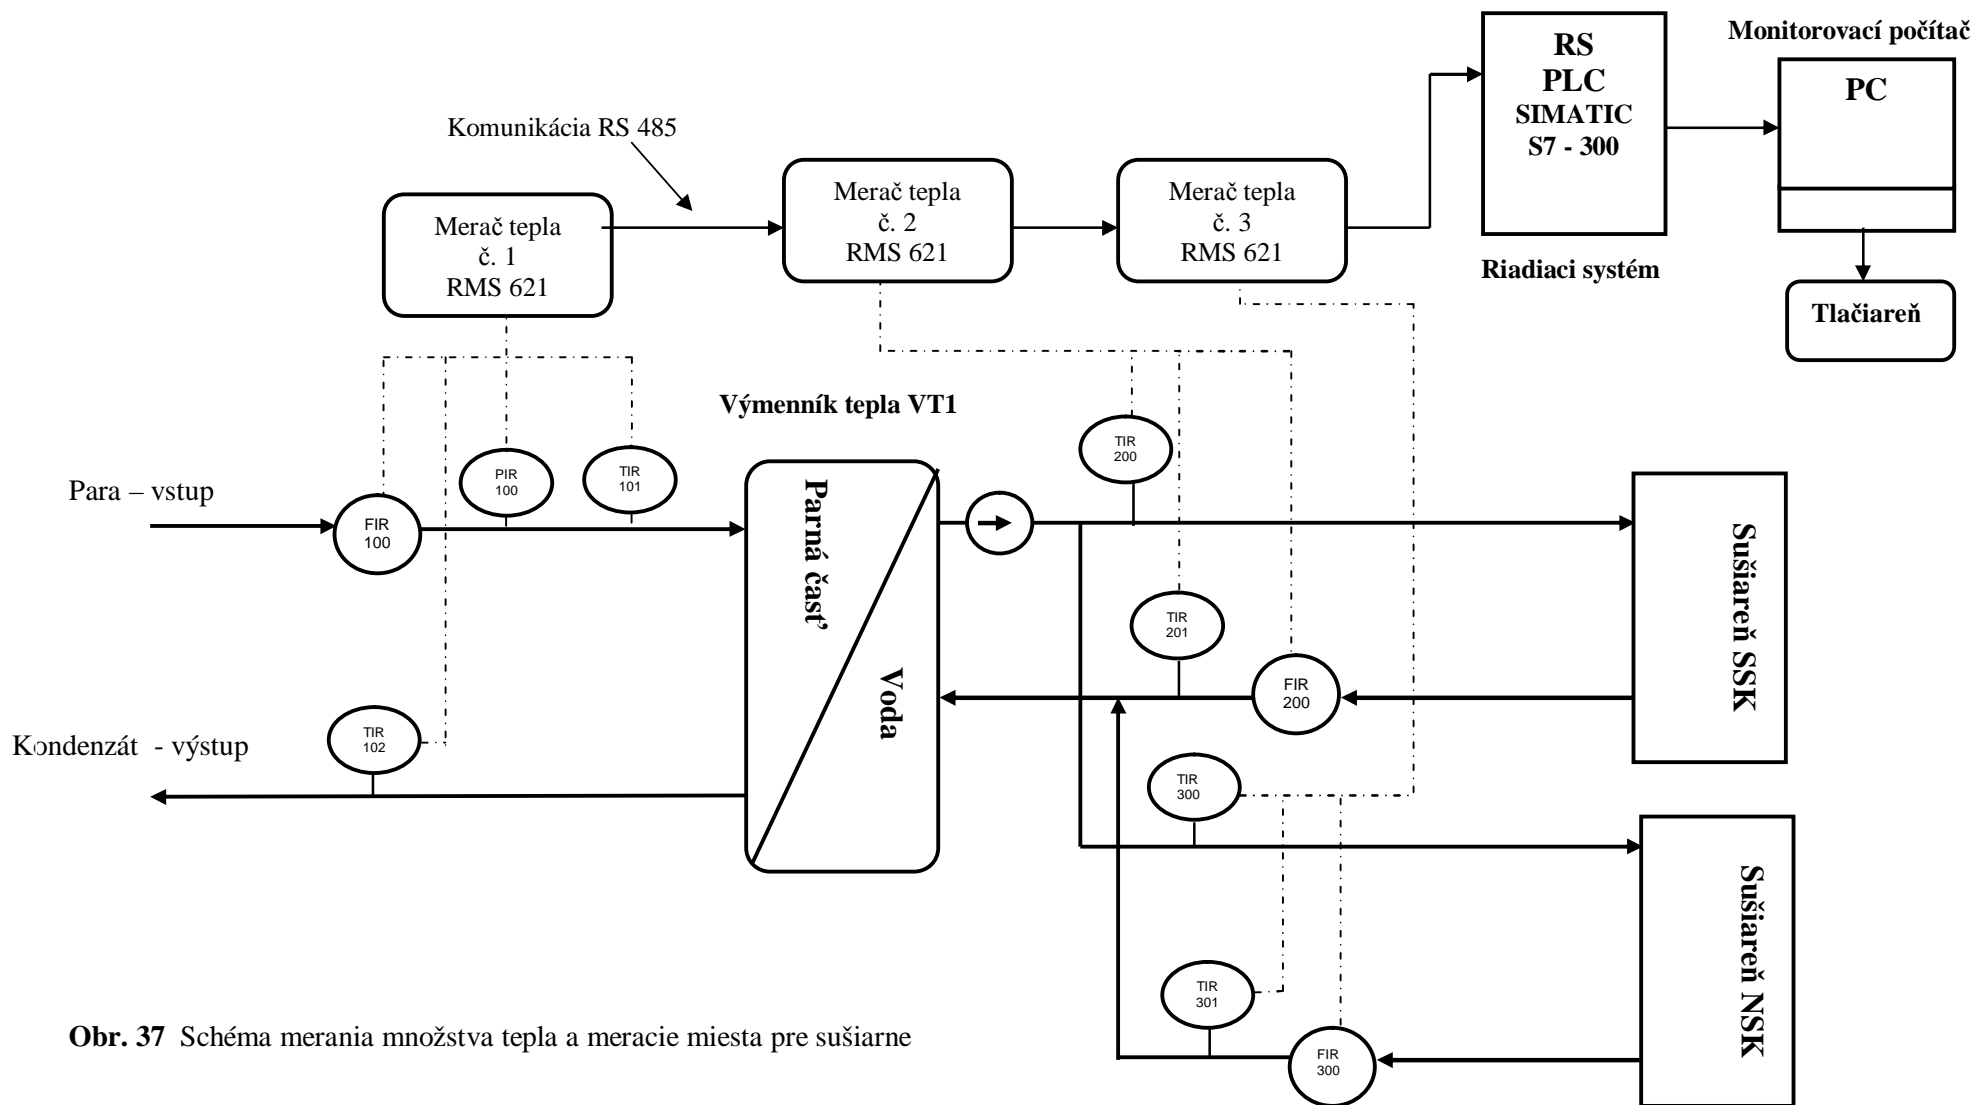 RS
PLC
SIMATIC
S7 - 300
Monitorovací počítač
PC
Komunikácia RS 485
Merač tepla
č. 1
RMS 621
Merač tepla
č. 2
RMS 621
Merač tepla
č. 3
RMS 621
Riadiaci systém
Tlačiareň
Výmenník tepla VT1
Para – vstup
FIR
100
PIR
100
TIR
101
Parná časť
Voda
TIR
200
TIR
201
FIR
200
Sušiareň SSK
Kondenzát - výstup
TIR
102
TIR
300
TIR
301
FIR
300
Sušiareň NSK
Obr. 37 Schéma merania množstva tepla a meracie miesta pre sušiarne